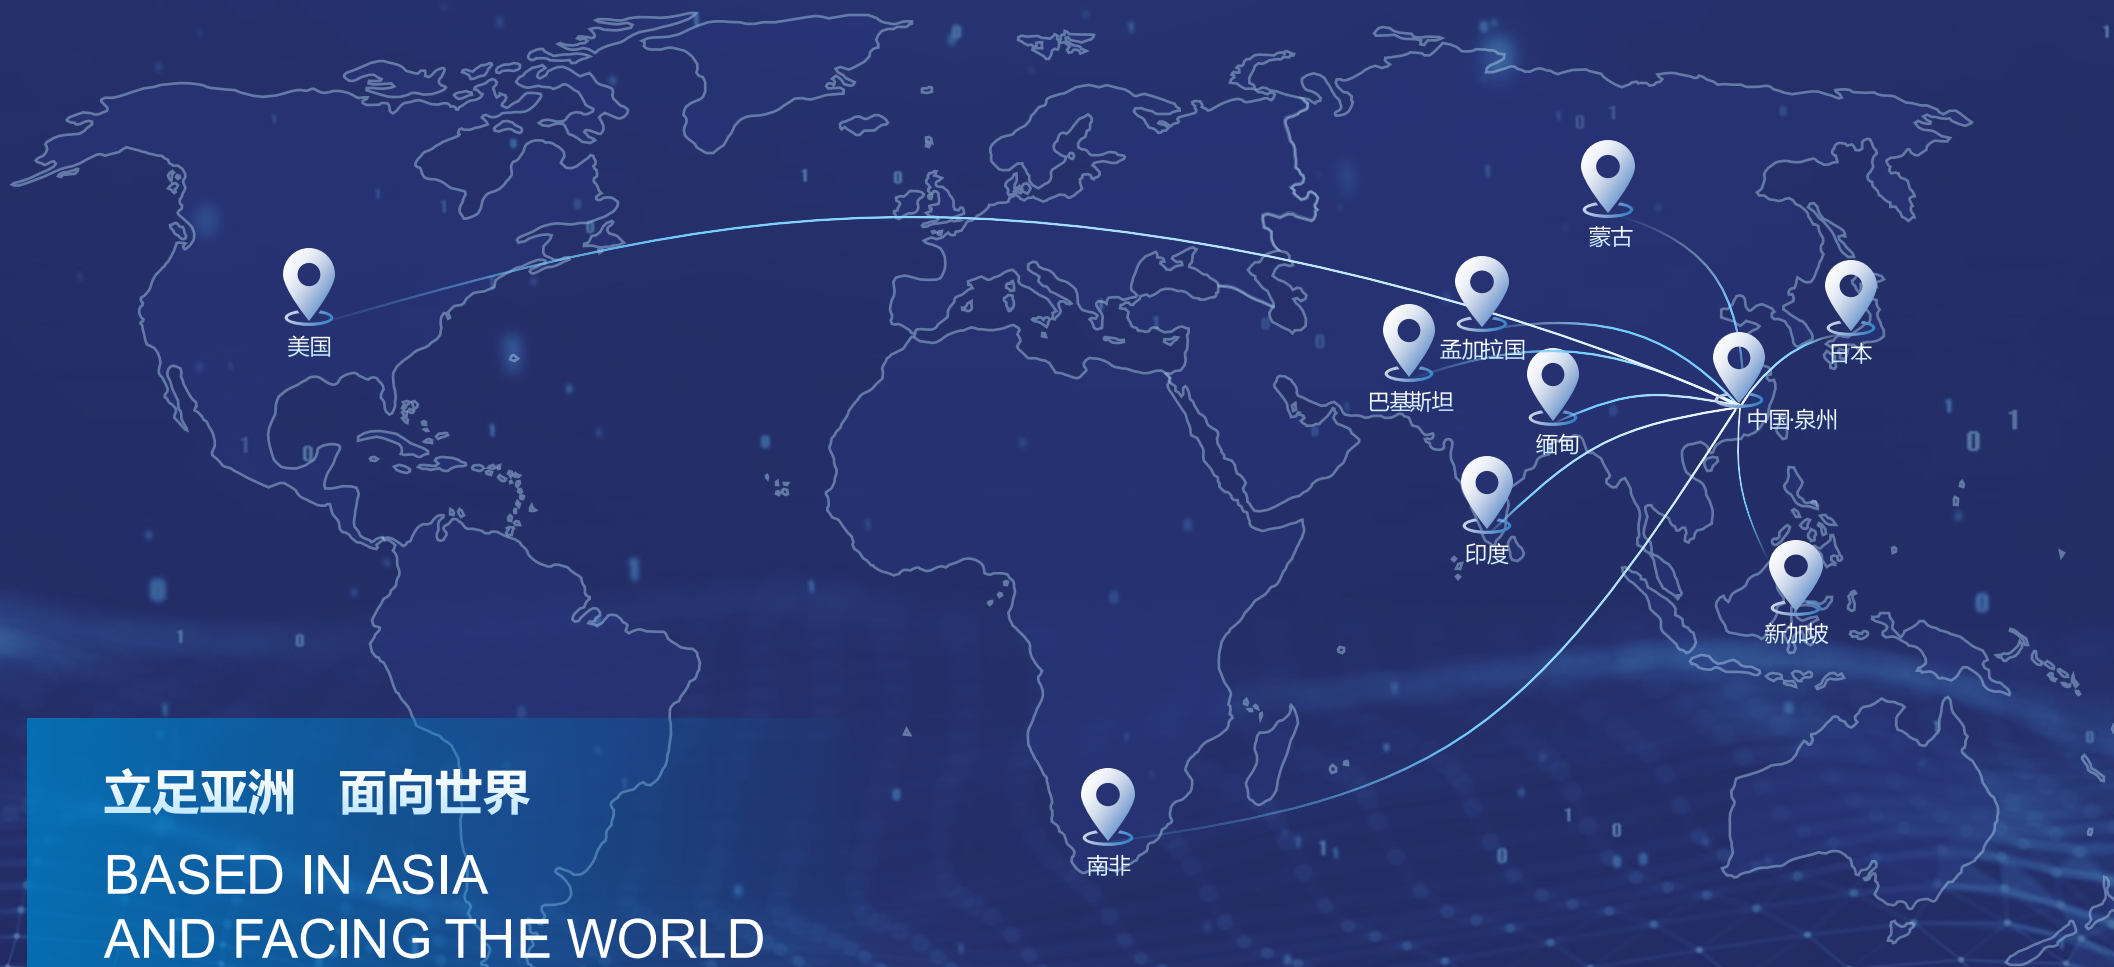 蒙古
美国
孟加拉国
日本
巴基斯坦
中国·泉州
缅甸
印度
新加坡
南非
立足亚洲 面向世界
BASED IN ASIA
AND FACING THE WORLD